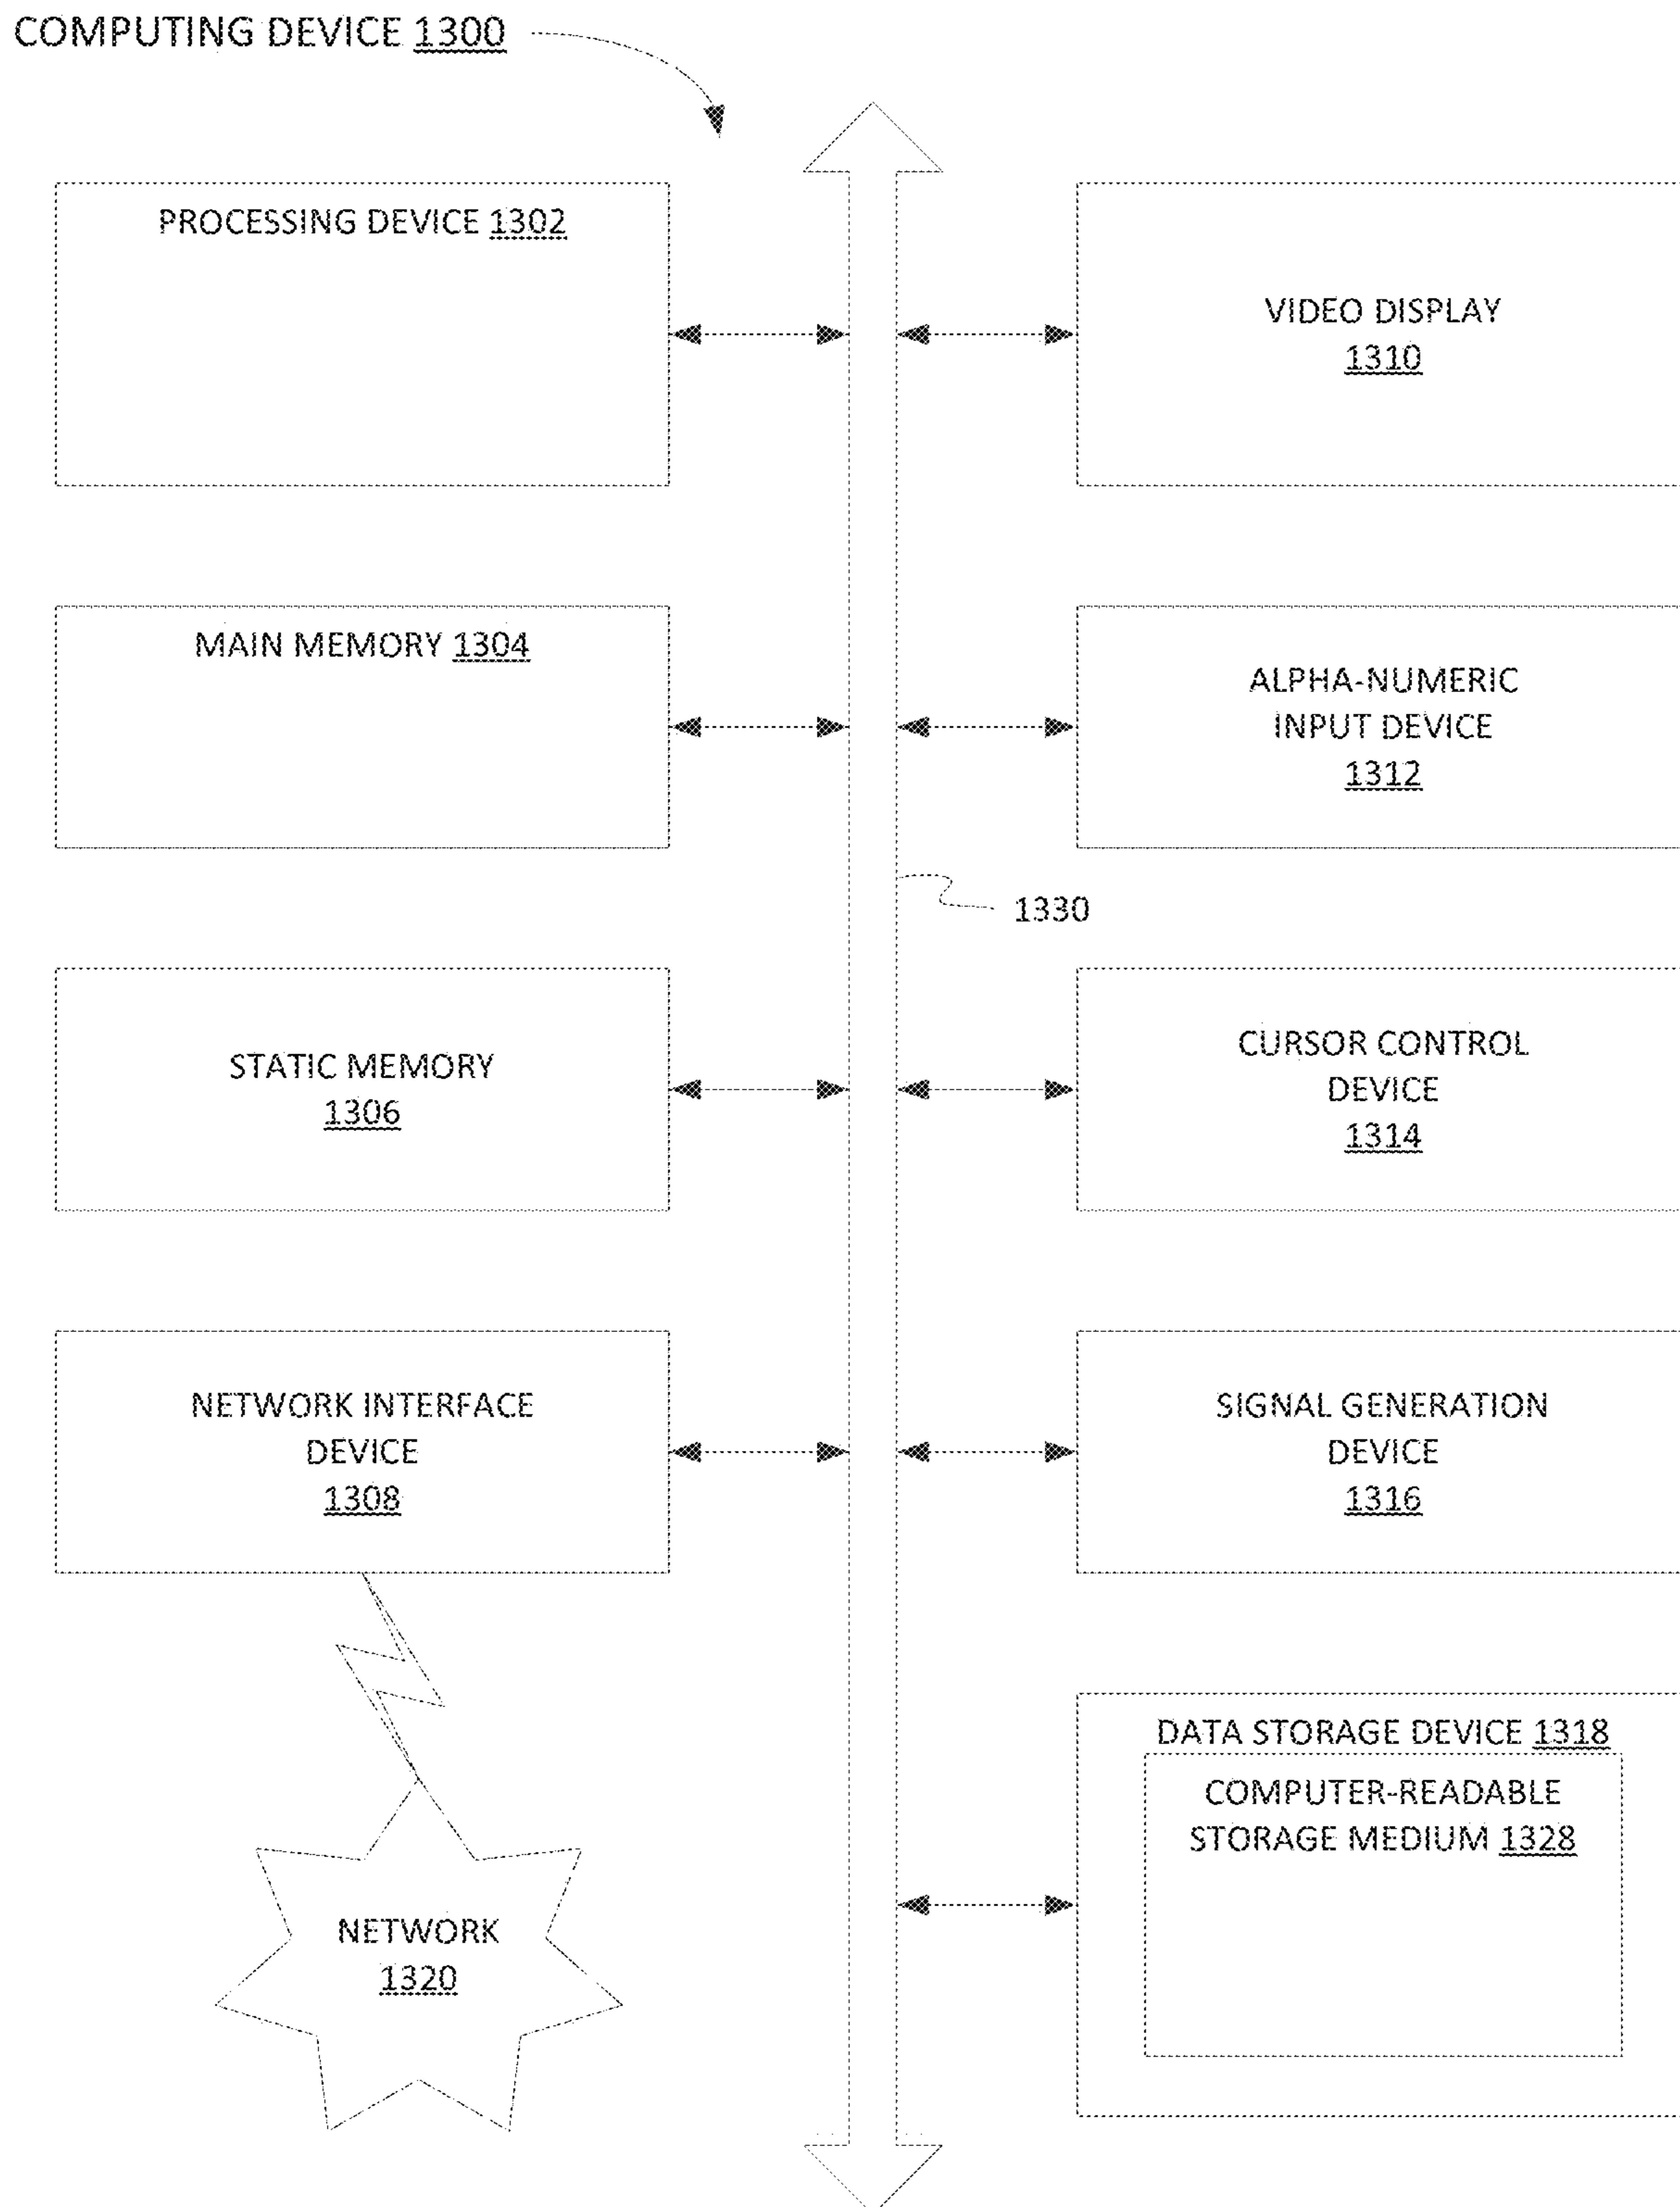 COMPUTING DEVICE 1300
PROCESSING DEVICE 1302
VIDEO DISPLAY
1310
MAIN MEMORY 1304
ALPHA-NUMERIC
INPUT DEVICE
1312
1330
STATIC MEMORY
1306
CURSOR CONTROL
DEVICE
1314
NETWORK INTERFACE
DEVICE
1308
SIGNAL GENERATION
DEVICE
1316
DATA STORAGE DEVICE 1318
COMPUTER-READABLE
STORAGE MEDIUM 1328
NETWORK
1320